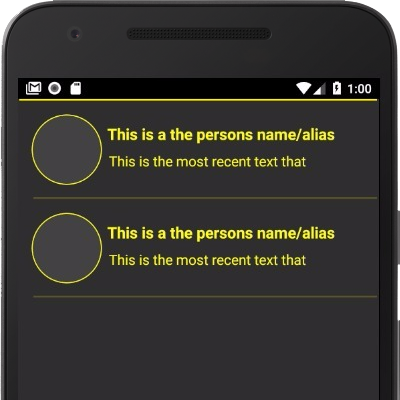 1:00
This is a the persons name/alias
This is the most recent text that
This is a the persons name/alias
This is the most recent text that